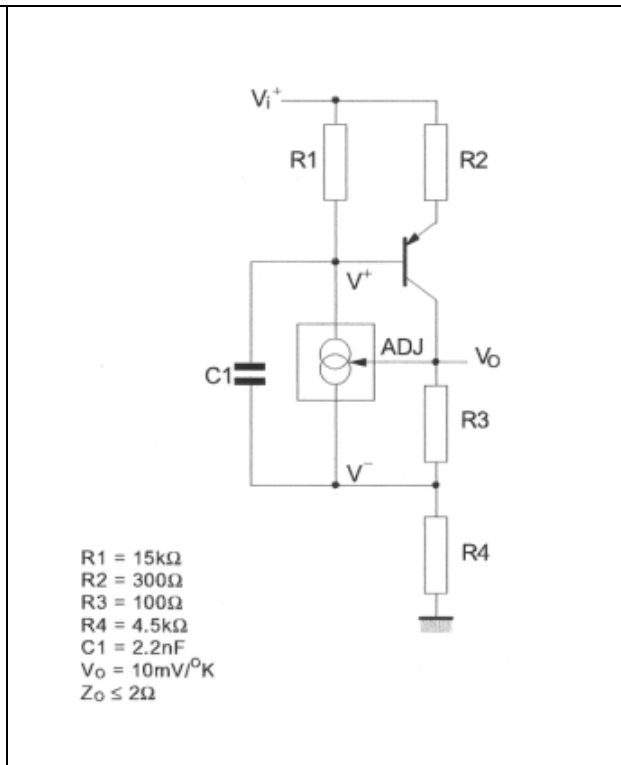 Vi+
R1
R2
V+
ADJ
VO
C1
R3
V−
R4
R1 = 15kΩ
R2 = 300Ω
R3 = 100Ω
R4 = 4.5kΩ
C1 = 2.2nF
VO = 10mV/°K
ZO ≤ 2Ω